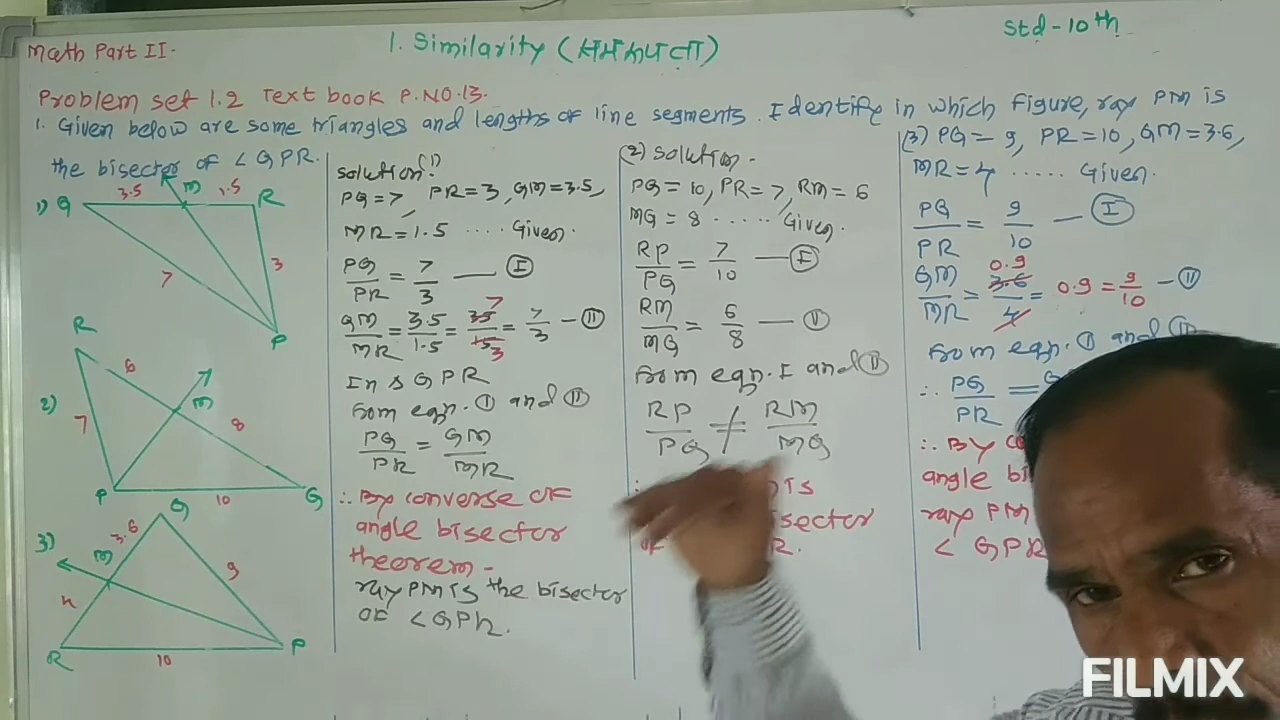 Math Part II.
1. Similarity (समरूपता)
Std-10th
Problem set 1.2 Text book P.NO.13.
1. Given below are some triangles and lengths of line segments. Identify in which figure, ray PM is
the bisector of ∠QPR.
1) Q 3.5 M 1.5 R
7
3
P
R
6
2)
7
M
8
P 10 Q
Q
3.6
3)
M
9
4
R 10 P
Solution (1)
PQ=7, PR=3, QM=3.5,
MR=1.5 .... Given.
PQ/PR = 7/3 — I
QM/MR = 3.5/1.5 = 35/15 = 7/3 — II
7
3
In △ QPR
from eqn. I and II
PQ/PR = QM/MR
∴ By converse of
angle bisector
theorem -
ray PM is the bisector
of ∠QPR.
(2) Solution -
PQ=10, PR=7, RM=6
MQ=8 ..... Given.
RP/PQ = 7/10 — I
RM/MQ = 6/8 — II
from eqn. I and II
RP/PQ ≠ RM/MQ
∴
is
bisector
of R.
(3) PQ=9, PR=10, QM=3.6,
MR=4 ..... Given.
PQ/PR = 9/10 — I
0.9
QM/MR = 3.6/4 = 0.9 = 9/10 — II
from eqn. I and II
∴ PQ/PR =
∴ By
angle
ray PM
∠QPR
FILMIX